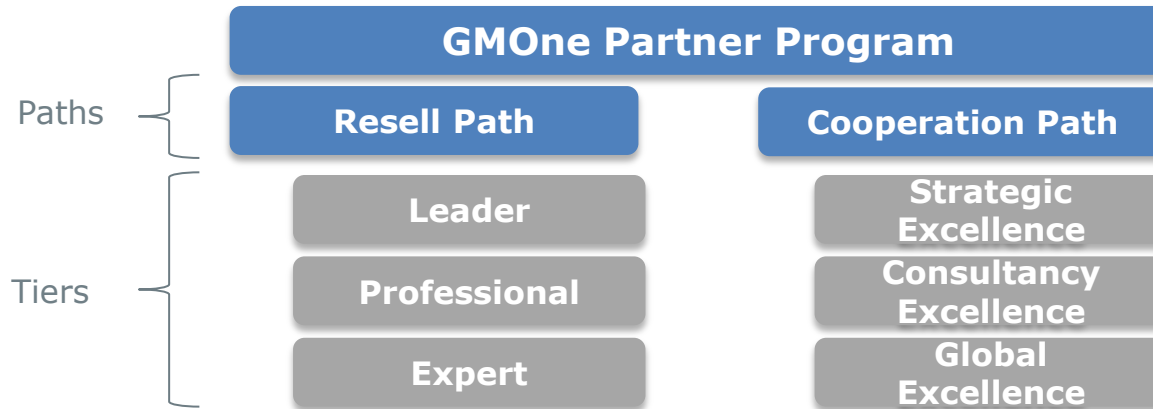 GMOne Partner Program
Paths
Resell Path
Cooperation Path
Tiers
Leader
Strategic
Excellence
Professional
Consultancy
Excellence
Expert
Global
Excellence